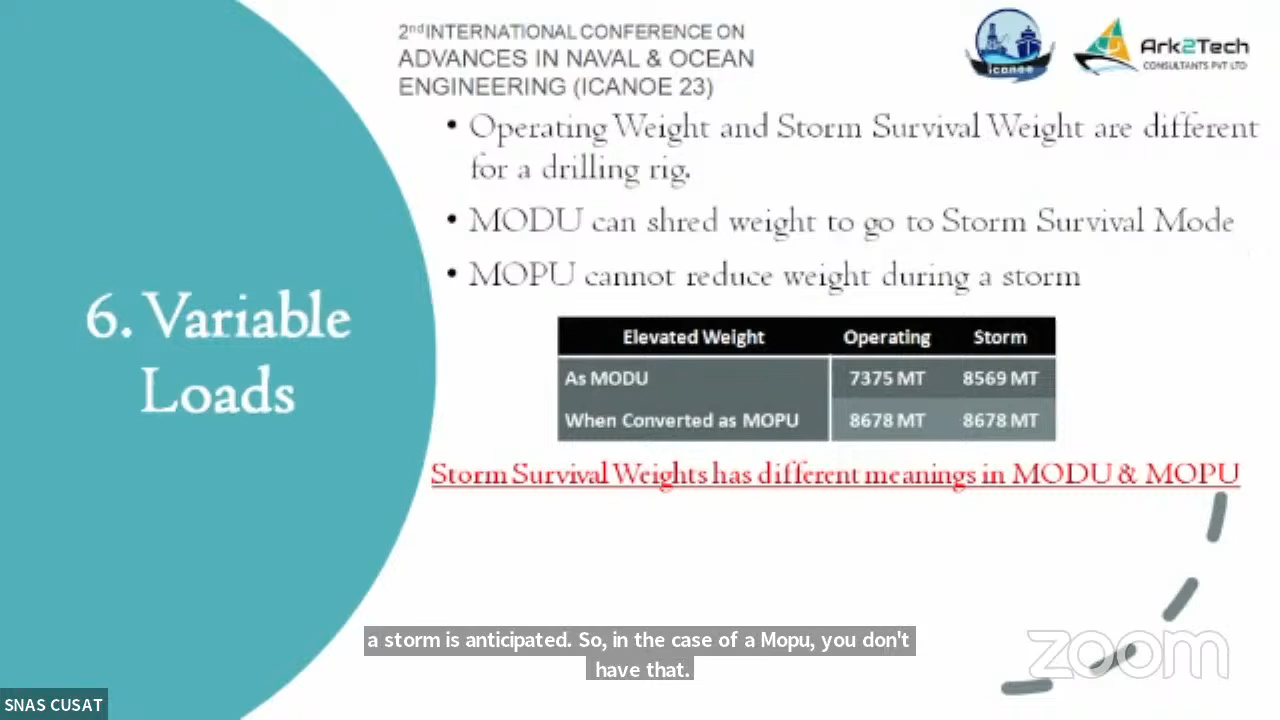 2nd INTERNATIONAL CONFERENCE ON
ADVANCES IN NAVAL & OCEAN
ENGINEERING (ICANOE 23)
icanoe
Ark2Tech
CONSULTANTS PVT LTD
6. Variable
Loads
• Operating Weight and Storm Survival Weight are different
for a drilling rig.
• MODU can shred weight to go to Storm Survival Mode
• MOPU cannot reduce weight during a storm
Elevated Weight Operating Storm
As MODU 7375 MT 8569 MT
When Converted as MOPU 8678 MT 8678 MT
Storm Survival Weights has different meanings in MODU & MOPU
a storm is anticipated. So, in the case of a Mopu, you don't
have that.
zoom
SNAS CUSAT